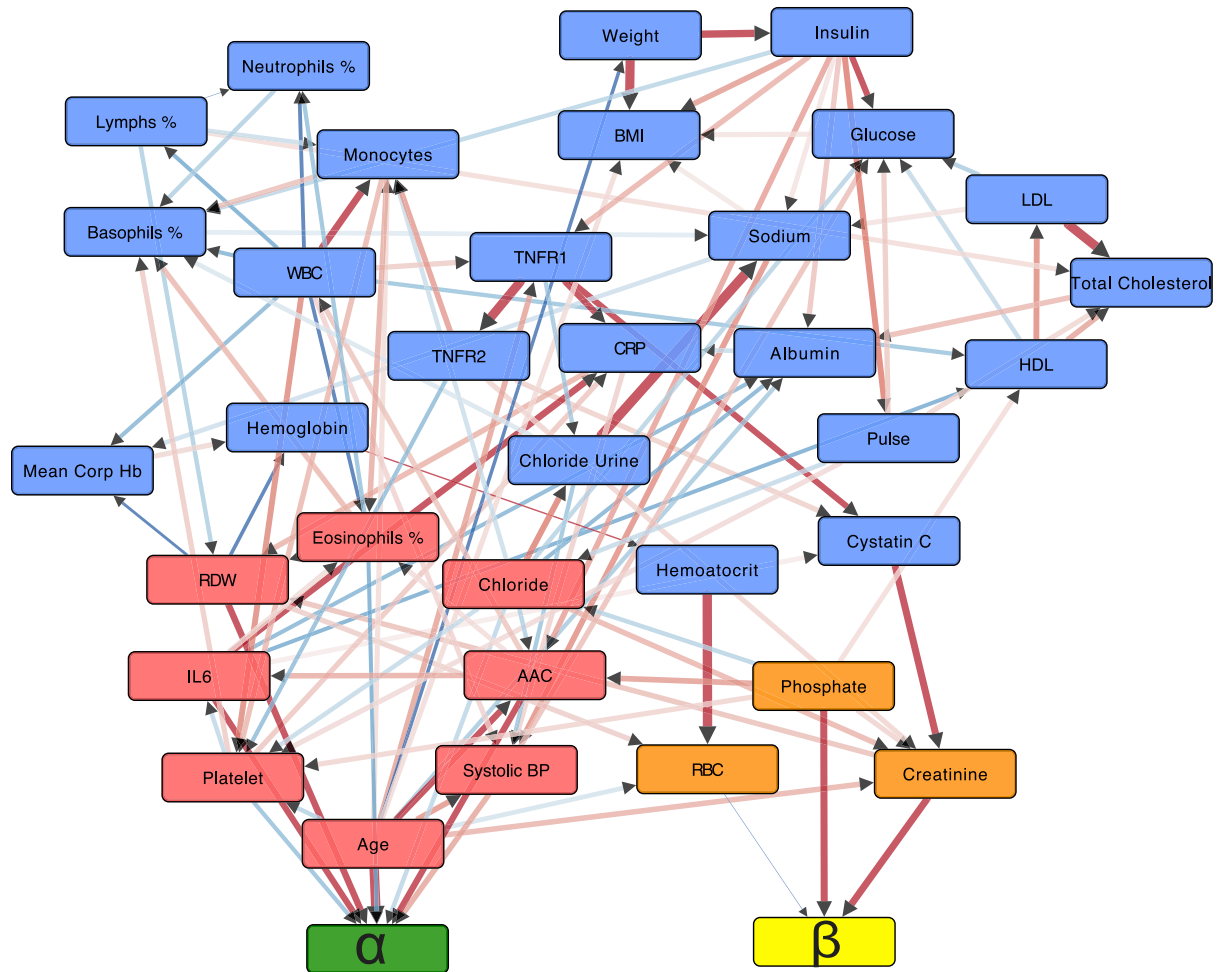 Weight
Insulin
Neutrophils %
Lymphs %
Monocytes
BMI
Glucose
LDL
Basophils %
WBC
TNFR1
Sodium
Total Cholesterol
TNFR2
CRP
Albumin
HDL
Hemoglobin
Pulse
Mean Corp Hb
Chloride Urine
Eosinophils %
Cystatin C
RDW
Chloride
Hemoatocrit
IL6
AAC
Phosphate
Platelet
Systolic BP
RBC
Creatinine
Age
α
β